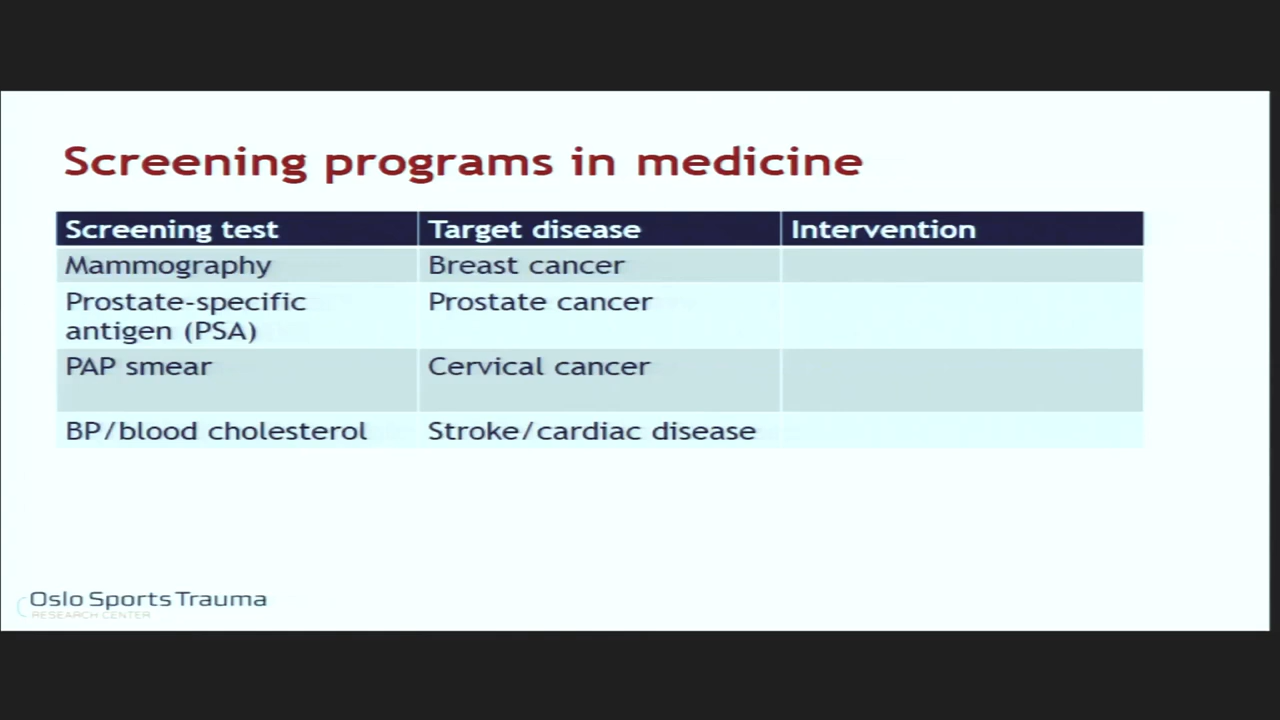 Screening programs in medicine
Screening test Target disease Intervention
Mammography Breast cancer
Prostate-specific Prostate cancer
antigen (PSA)
PAP smear Cervical cancer
BP/blood cholesterol Stroke/cardiac disease
Oslo Sports Trauma
RESEARCH CENTER